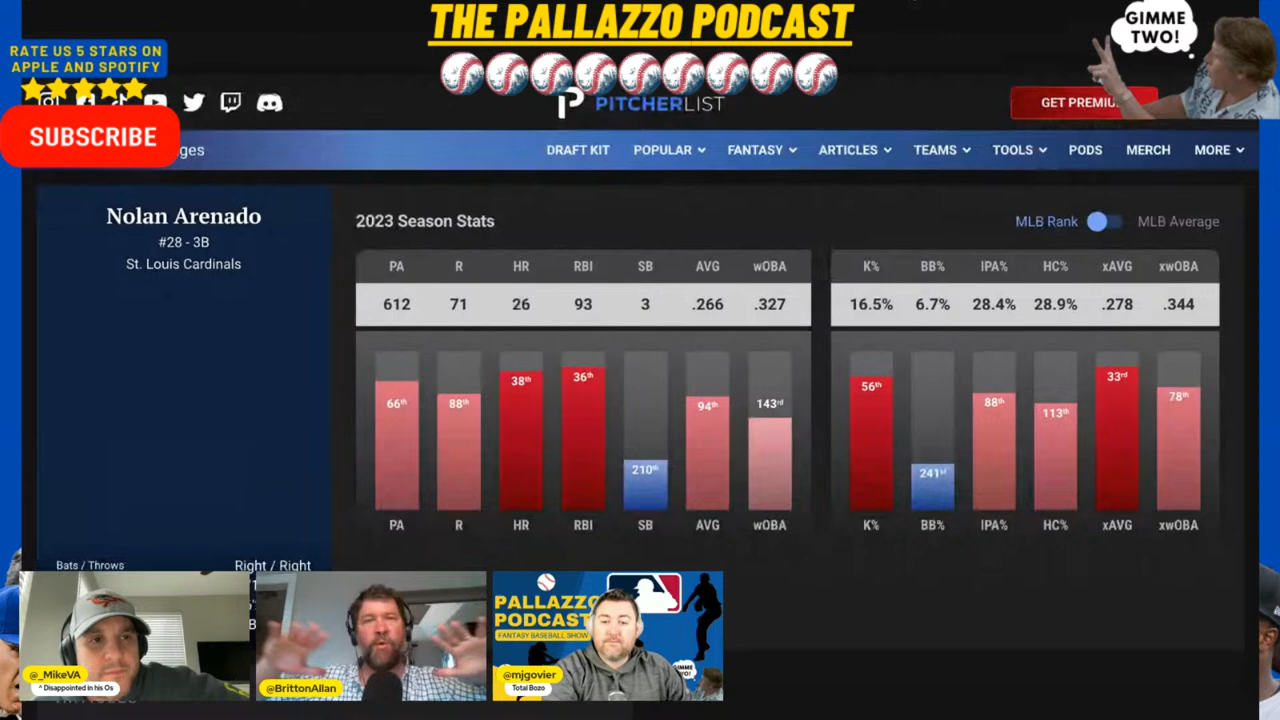 THE PALLAZZO PODCAST
GIMME
TWO!
RATE US 5 STARS ON
APPLE AND SPOTIFY
PITCHERLIST
SUBSCRIBE
ges
DRAFT KIT
POPULAR
FANTASY
ARTICLES
TEAMS
TOOLS
PODS
MERCH
MORE
Nolan Arenado
#28 - 3B
St. Louis Cardinals
2023 Season Stats
MLB Rank
MLB Average
PA R HR RBI SB AVG wOBA
612 71 26 93 3 .266 .327
66th 88th 38th 36th 210th 94th 143rd
PA R HR RBI SB AVG wOBA
K% BB% IPA% HC% xAVG xwOBA
16.5% 6.7% 28.4% 28.9% .278 .344
56th 241st 88th 113th 33rd 78th
K% BB% IPA% HC% xAVG xwOBA
Bats / Throws
Right / Right
@_MikeVA
^ Disappointed in his Os
@BrittonAllan
PALLAZZO
PODCAST
FANTASY BASEBALL SHOW
@mjgovier
Total Bozo